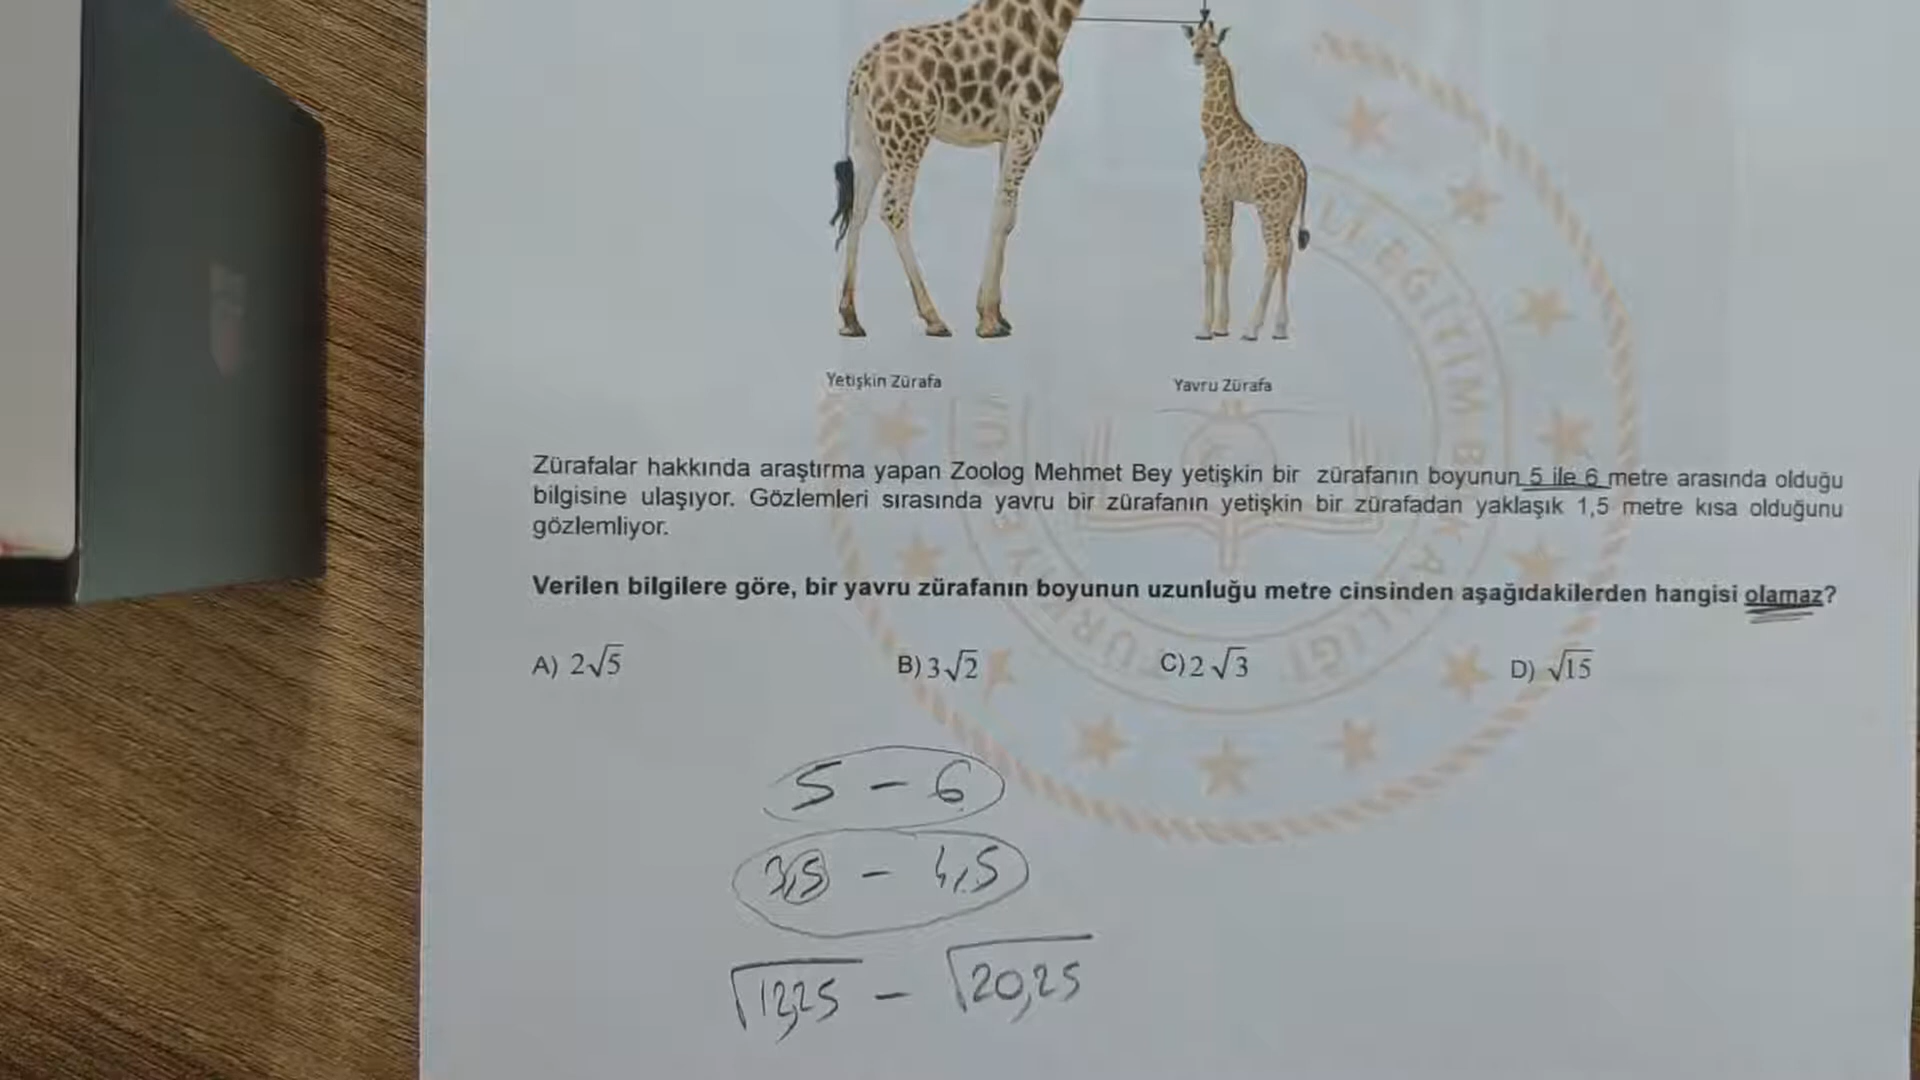 Yetişkin Zürafa
Yavru Zürafa
Zürafalar hakkında araştırma yapan Zoolog Mehmet Bey yetişkin bir zürafanın boyunun 5 ile 6 metre arasında olduğu
bilgisine ulaşıyor. Gözlemleri sırasında yavru bir zürafanın yetişkin bir zürafadan yaklaşık 1,5 metre kısa olduğunu
gözlemliyor.
Verilen bilgilere göre, bir yavru zürafanın boyunun uzunluğu metre cinsinden aşağıdakilerden hangisi olamaz?
A) 2√5 B) 3√2 C) 2√3 D) √15
5 - 6
3,5 - 4,5
√12,25 - √20,25